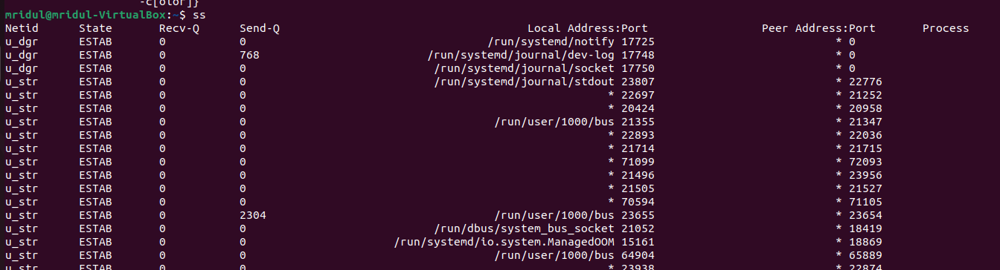 -c[olor]}
mridul@mridul-VirtualBox:~$ ss
Netid State Recv-Q Send-Q Local Address:Port Peer Address:Port Process
u_dgr ESTAB 0 0 /run/systemd/notify 17725 * 0
u_dgr ESTAB 0 768 /run/systemd/journal/dev-log 17748 * 0
u_dgr ESTAB 0 0 /run/systemd/journal/socket 17750 * 0
u_str ESTAB 0 0 /run/systemd/journal/stdout 23807 * 22776
u_str ESTAB 0 0 * 22697 * 21252
u_str ESTAB 0 0 * 20424 * 20958
u_str ESTAB 0 0 /run/user/1000/bus 21355 * 21347
u_str ESTAB 0 0 * 22893 * 22036
u_str ESTAB 0 0 * 21714 * 21715
u_str ESTAB 0 0 * 71099 * 72093
u_str ESTAB 0 0 * 21496 * 23956
u_str ESTAB 0 0 * 21505 * 21527
u_str ESTAB 0 0 * 70594 * 71105
u_str ESTAB 0 2304 /run/user/1000/bus 23655 * 23654
u_str ESTAB 0 0 /run/dbus/system_bus_socket 21052 * 18419
u_str ESTAB 0 0 /run/systemd/io.system.ManagedOOM 15161 * 18869
u_str ESTAB 0 0 /run/user/1000/bus 64904 * 65889
u_str ESTAB 0 0 * 23938 * 22874